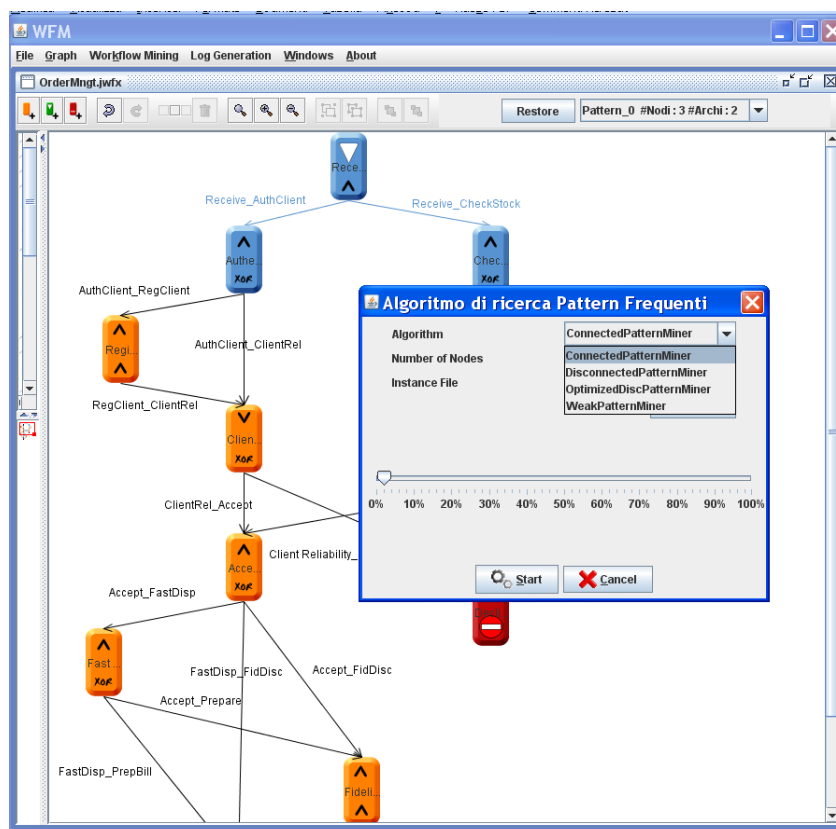 WFM
File Graph Workflow Mining Log Generation Windows About
OrderMngt.jwfx
Restore Pattern_0 #Nodi : 3 #Archi : 2
Rece...
Receive_AuthClient Receive_CheckStock
Authe... Chec...
XOR XOR
AuthClient_RegClient
Regi...
AuthClient_ClientRel
RegClient_ClientRel
Clien...
XOR
ClientRel_Accept
Client Reliability_
Acce...
XOR
Accept_FastDisp
Fast ...
XOR
FastDisp_FidDisc
Accept_FidDisc
Accept_Prepare
FastDisp_PrepBill
Fideli...
Algoritmo di ricerca Pattern Frequenti
Algorithm ConnectedPatternMiner
Number of Nodes
Instance File
ConnectedPatternMiner
DisconnectedPatternMiner
OptimizedDiscPatternMiner
WeakPatternMiner
0% 10% 20% 30% 40% 50% 60% 70% 80% 90% 100%
Start Cancel